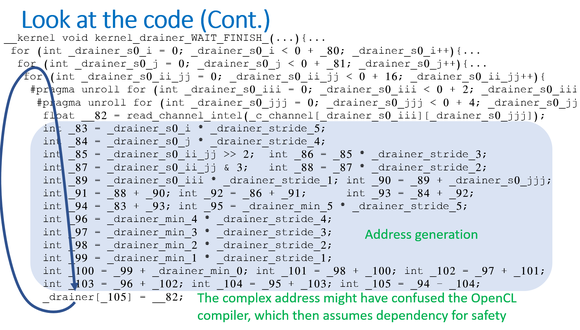 Look at the code (Cont.)
__kernel void kernel_drainer_WAIT_FINISH_(...){...
for (int _drainer_s0_i = 0; _drainer_s0_i < 0 + _80; _drainer_s0_i++){...
for (int _drainer_s0_j = 0; _drainer_s0_j < 0 + _81; _drainer_s0_j++){...
for (int _drainer_s0_ii_jj = 0; _drainer_s0_ii_jj < 0 + 16; _drainer_s0_ii_jj++){
#pragma unroll for (int _drainer_s0_iii = 0; _drainer_s0_iii < 0 + 2; _drainer_s0_iii
#pragma unroll for (int _drainer_s0_jjj = 0; _drainer_s0_jjj < 0 + 4; _drainer_s0_jj
float __82 = read_channel_intel(_c_channel[_drainer_s0_iii][_drainer_s0_jjj]);
int _83 = _drainer_s0_i * _drainer_stride_5;
int _84 = _drainer_s0_j * _drainer_stride_4;
int _85 = _drainer_s0_ii_jj >> 2; int _86 = _85 * _drainer_stride_3;
int _87 = _drainer_s0_ii_jj & 3; int _88 = _87 * _drainer_stride_2;
int _89 = _drainer_s0_iii * _drainer_stride_1; int _90 = _89 + _drainer_s0_jjj;
int _91 = _88 + _90; int _92 = _86 + _91; int _93 = _84 + _92;
int _94 = _83 + _93; int _95 = _drainer_min_5 * _drainer_stride_5;
int _96 = _drainer_min_4 * _drainer_stride_4;
int _97 = _drainer_min_3 * _drainer_stride_3;
int _98 = _drainer_min_2 * _drainer_stride_2;
int _99 = _drainer_min_1 * _drainer_stride_1;
Address generation
int _100 = _99 + _drainer_min_0; int _101 = _98 + _100; int _102 = _97 + _101;
int _103 = _96 + _102; int _104 = _95 + _103; int _105 = _94 - _104;
_drainer[_105] = __82;
The complex address might have confused the OpenCL
compiler, which then assumes dependency for safety